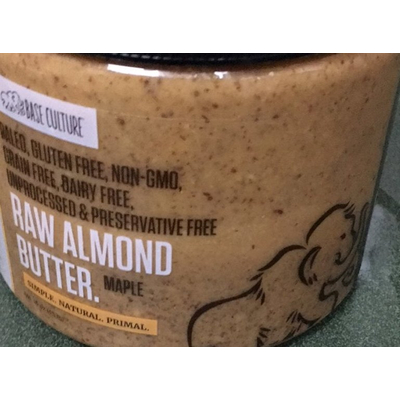 BASE CULTURE
PALEO, GLUTEN FREE, NON-GMO,
GRAIN FREE, DAIRY FREE,
UNPROCESSED & PRESERVATIVE FREE
RAW ALMOND
BUTTER.
MAPLE
SIMPLE. NATURAL. PRIMAL.